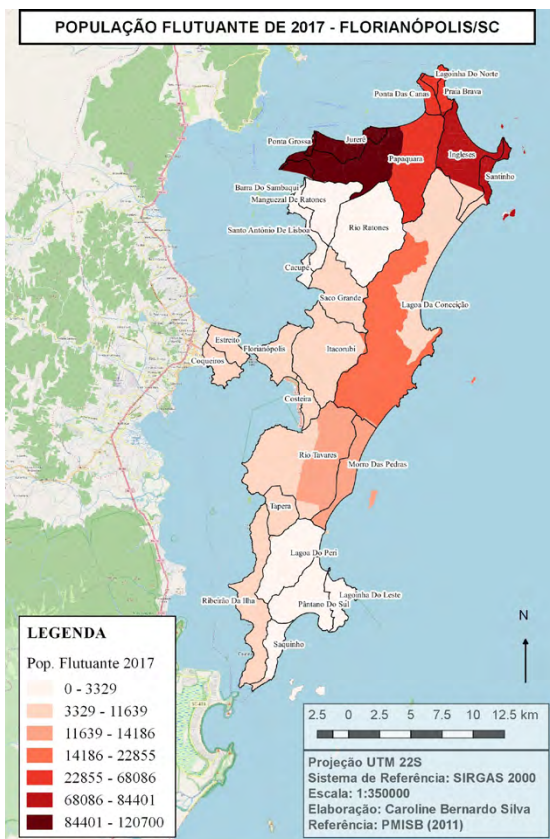 POPULAÇÃO FLUTUANTE DE 2017 - FLORIANÓPOLIS/SC
Lagoinha Do Norte
Ponta Das Canas
Praia Brava
Ponta Grossa
Jurerê
Papaquara
Ingleses
Santinho
Barra Do Sambaqui
Manguezal De Ratones
Rio Ratones
Santo Antônio De Lisboa
Cacupé
Saco Grande
Lagoa Da Conceição
Estreito
Florianópolis
Itacorubi
Coqueiros
Costeira
Rio Tavares
Morro Das Pedras
Tapera
Lagoa Do Peri
Lagoinha Do Leste
Ribeirão Da Ilha
Pântano Do Sul
Saquinho
N
LEGENDA
Pop. Flutuante 2017
0 - 3329
3329 - 11639
11639 - 14186
14186 - 22855
22855 - 68086
68086 - 84401
84401 - 120700
2.5 0 2.5 5 7.5 10 12.5 km
Projeção UTM 22S
Sistema de Referência: SIRGAS 2000
Escala: 1:350000
Elaboração: Caroline Bernardo Silva
Referência: PMISB (2011)